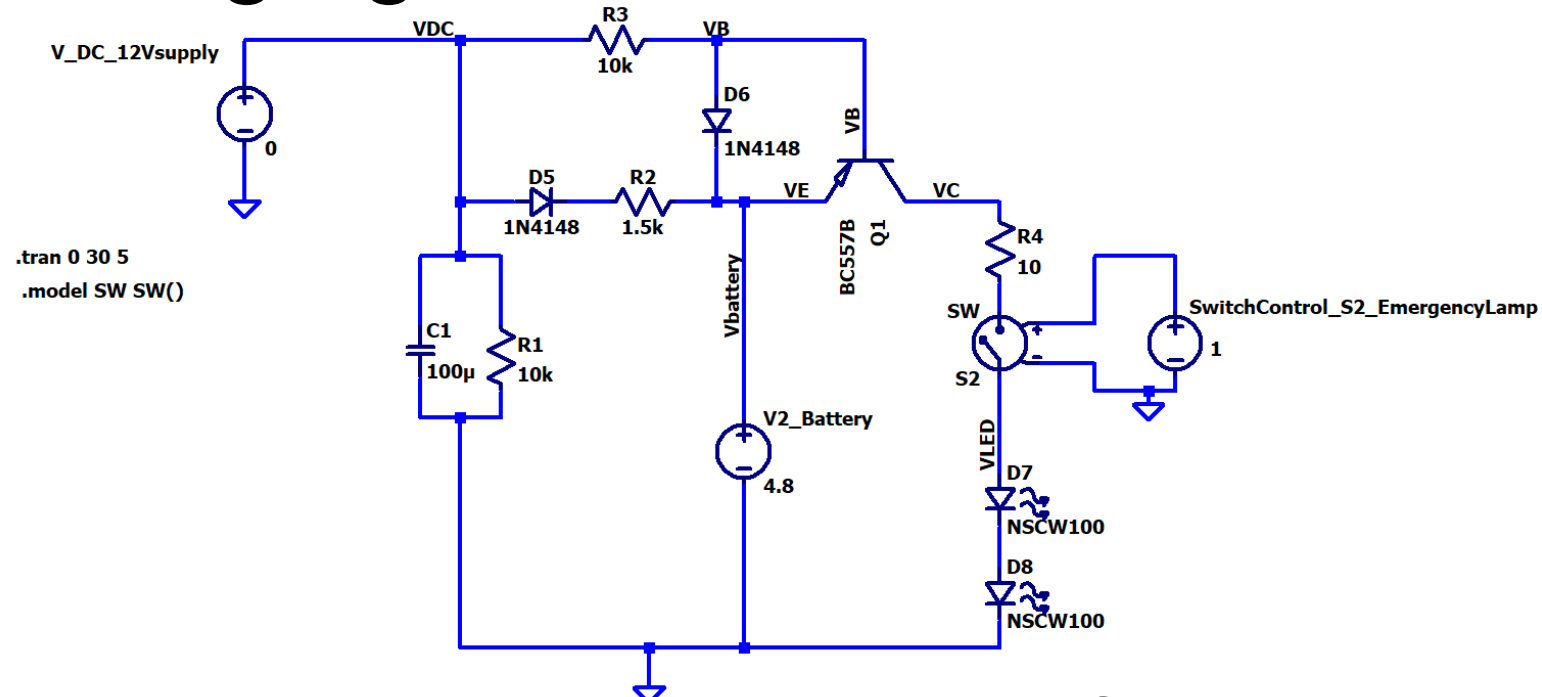 R3
VDC
VB
V_DC_12Vsupply
10k
D6
VB
0
1N4148
D5
R2
VE
VC
1N4148
1.5k
BC557B
Q1
R4
10
.tran 0 30 5
.model SW SW()
Vbattery
SW
SwitchControl_S2_EmergencyLamp
C1
R1
1
100µ
10k
S2
V2_Battery
VLED
4.8
D7
NSCW100
D8
NSCW100